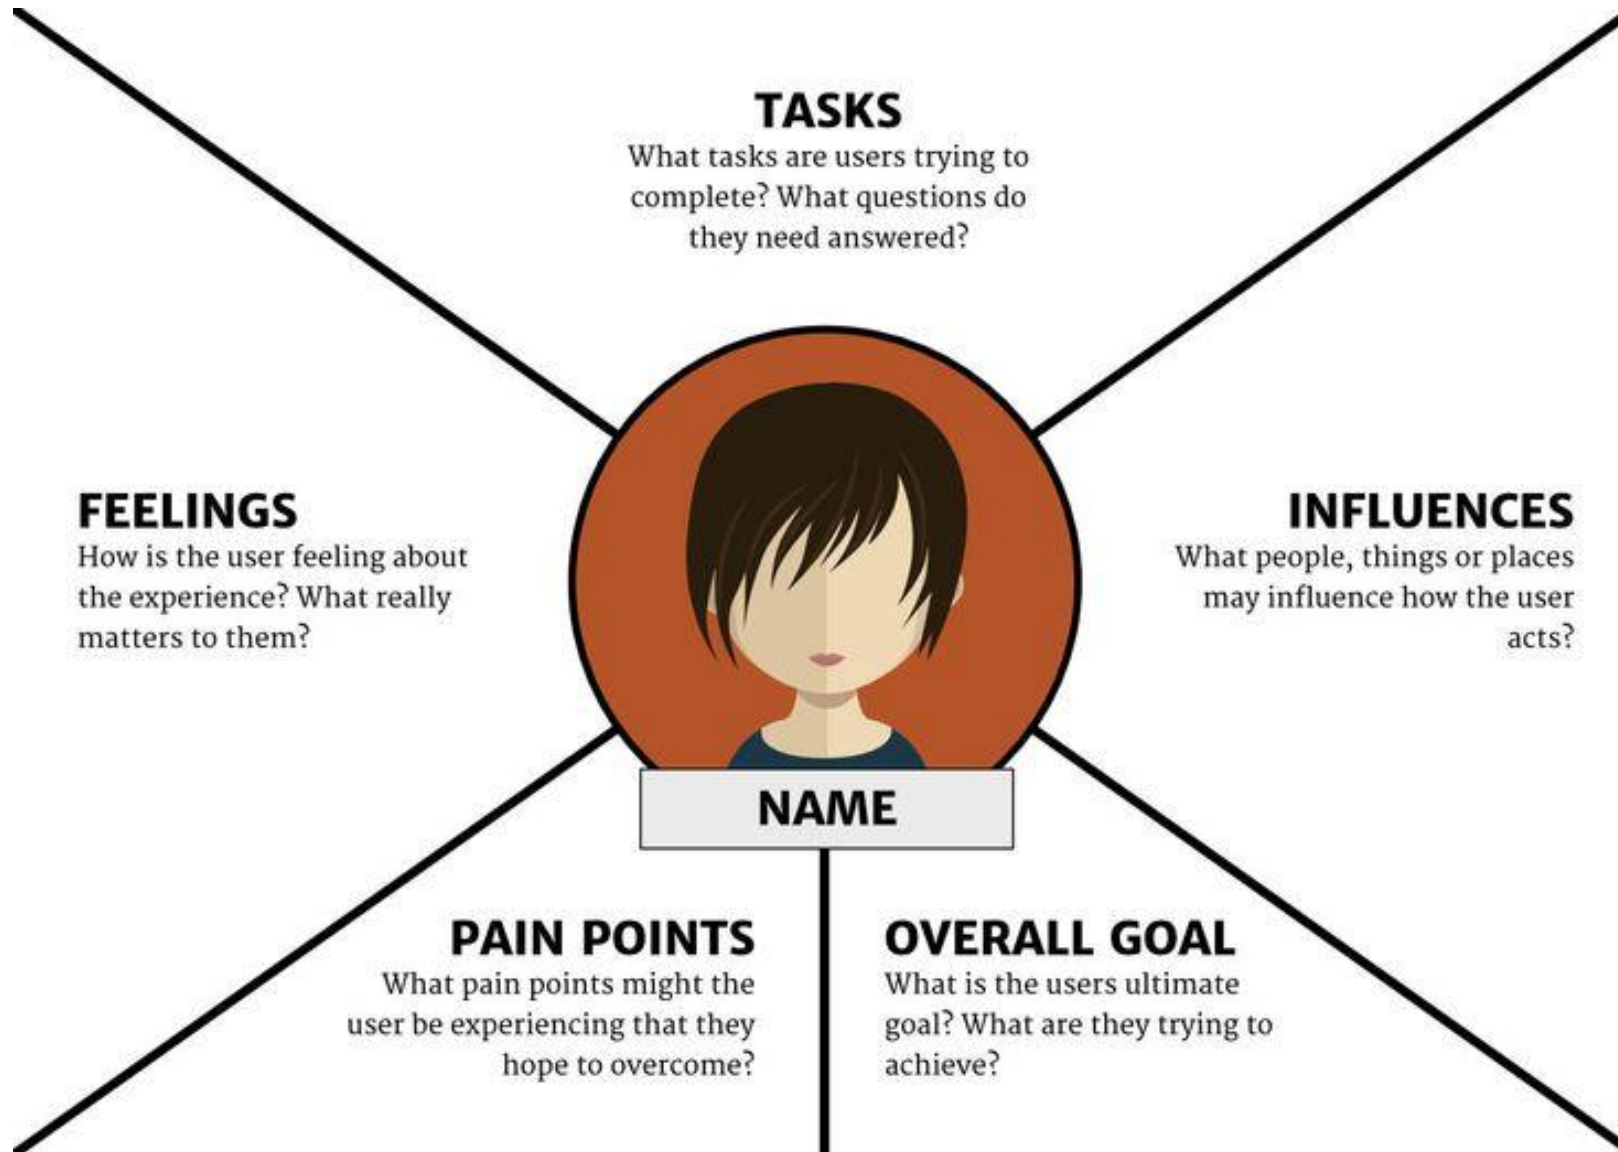 TASKS
What tasks are users trying to
complete? What questions do
they need answered?
FEELINGS
How is the user feeling about
the experience? What really
matters to them?
INFLUENCES
What people, things or places
may influence how the user
acts?
NAME
PAIN POINTS
What pain points might the
user be experiencing that they
hope to overcome?
OVERALL GOAL
What is the users ultimate
goal? What are they trying to
achieve?